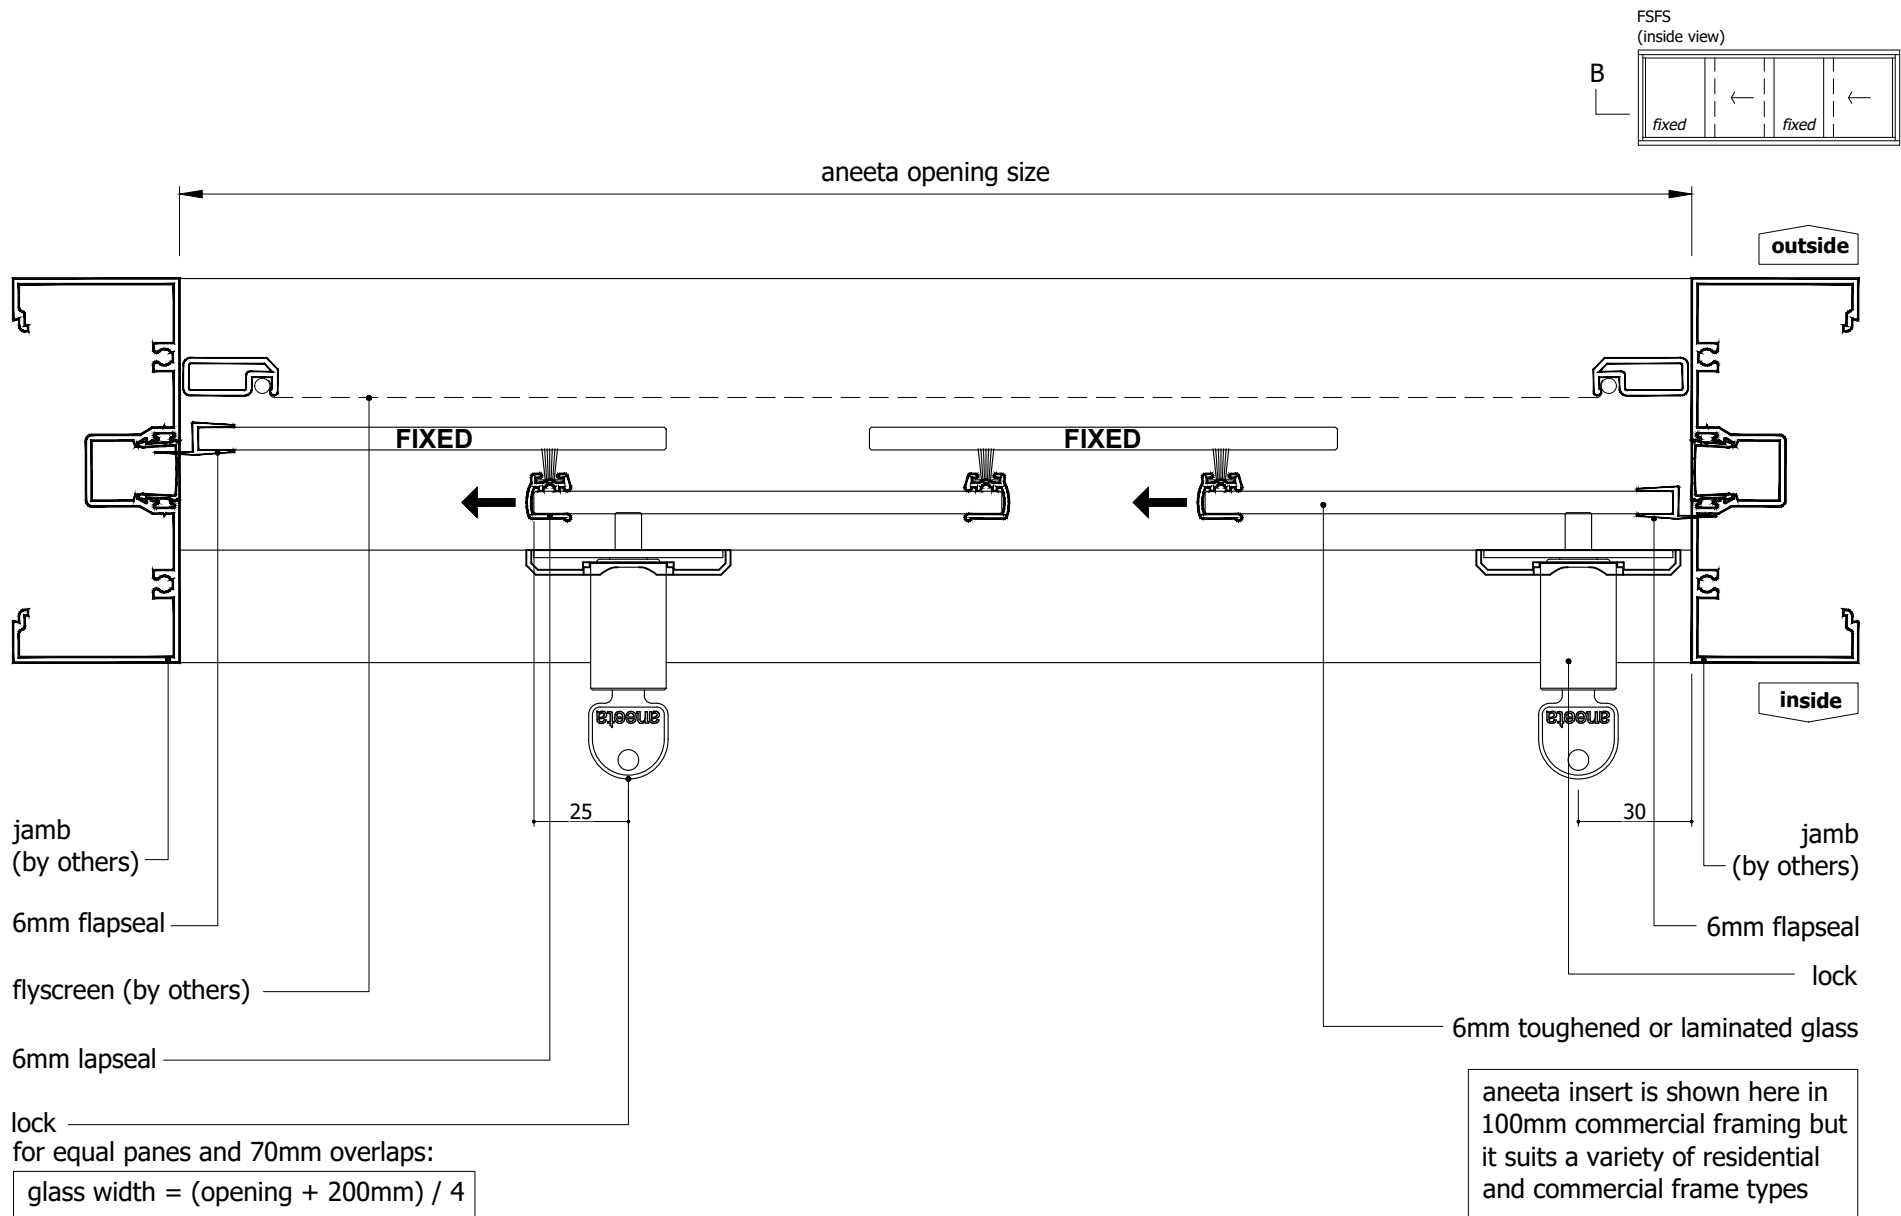 FSFS
(inside view)
B
fixed
fixed
aneeta opening size
outside
FIXED
FIXED
inside
aneeta
aneeta
25
30
jamb
(by others)
jamb
(by others)
6mm flapseal
6mm flapseal
lock
flyscreen (by others)
6mm toughened or laminated glass
6mm lapseal
lock
for equal panes and 70mm overlaps:
glass width = (opening + 200mm) / 4
aneeta insert is shown here in
100mm commercial framing but
it suits a variety of residential
and commercial frame types